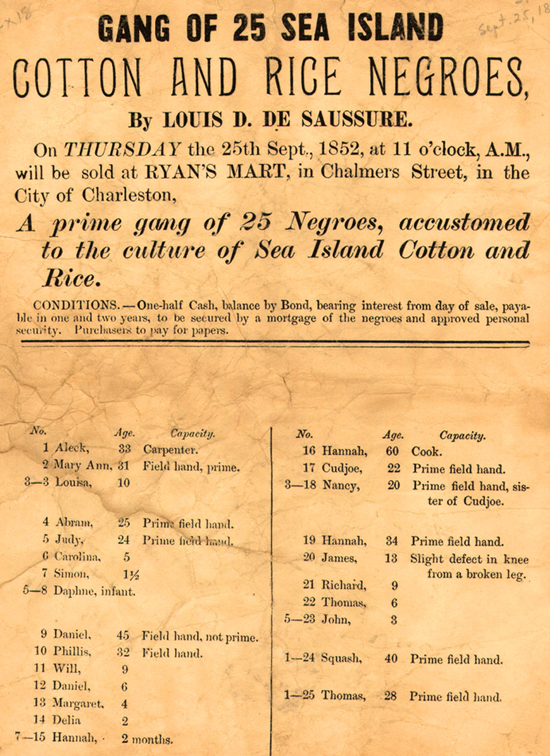 Sept. 25, 18
GANG OF 25 SEA ISLAND
COTTON AND RICE NEGROES,
By LOUIS D. DE SAUSSURE.
On THURSDAY the 25th Sept., 1852, at 11 o'clock, A.M.,
will be sold at RYAN'S MART, in Chalmers Street, in the
City of Charleston,
A prime gang of 25 Negroes, accustomed
to the culture of Sea Island Cotton and
Rice.
CONDITIONS.—One-half Cash, balance by Bond, bearing interest from day of sale, paya-
ble in one and two years, to be secured by a mortgage of the negroes and approved personal
security. Purchasers to pay for papers.
No. Age. Capacity.
1 Aleck, 33 Carpenter.
2 Mary Ann, 31 Field hand, prime.
3—3 Louisa, 10
4 Abram, 25 Prime field hand.
5 Judy, 24 Prime field hand.
6 Carolina, 5
7 Simon, 1½
5—8 Daphne, infant.
9 Daniel, 45 Field hand, not prime.
10 Phillis, 32 Field hand.
11 Will, 9
12 Daniel, 6
13 Margaret, 4
14 Delia 2
7—15 Hannah, 2 months.
No. Age. Capacity.
16 Hannah, 60 Cook.
17 Cudjoe, 22 Prime field hand.
3—18 Nancy, 20 Prime field hand, sis-
ter of Cudjoe.
19 Hannah, 34 Prime field hand.
20 James, 13 Slight defect in knee
from a broken leg.
21 Richard, 9
22 Thomas, 6
5—23 John, 3
1—24 Squash, 40 Prime field hand.
1—25 Thomas, 28 Prime field hand.